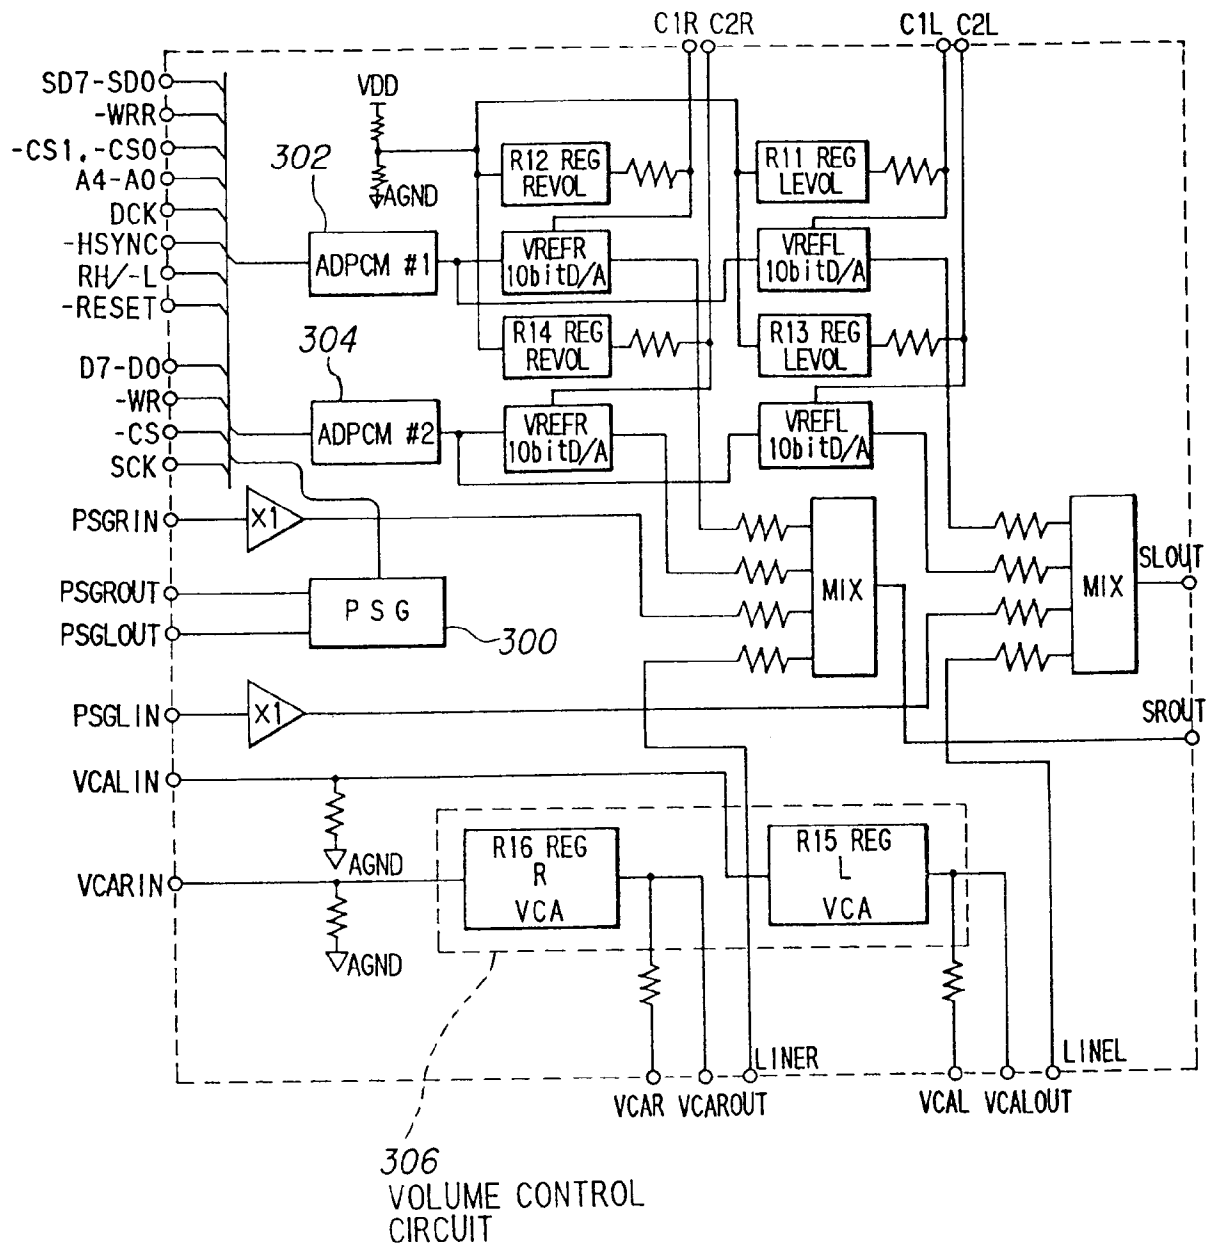 C1R C2R
C1L C2L
SD7-SD0
-WRR
-CS1,-CS0
A4-A0
DCK
-HSYNC
RH/-L
-RESET
D7-D0
-WR
-CS
SCK
VDD
AGND
302
ADPCM #1
304
ADPCM #2
R12 REG
REVOL
R11 REG
LEVOL
VREFR
10bitD/A
VREFL
10bitD/A
R14 REG
REVOL
R13 REG
LEVOL
VREFR
10bitD/A
VREFL
10bitD/A
PSGRIN
X1
PSGROUT
PSGLOUT
PSG
300
MIX
MIX
SLOUT
SROUT
PSGLIN
X1
VCALIN
AGND
VCARIN
AGND
R16 REG
R
VCA
R15 REG
L
VCA
LINER
LINEL
VCAR VCAROUT
VCAL VCALOUT
306
VOLUME CONTROL
CIRCUIT